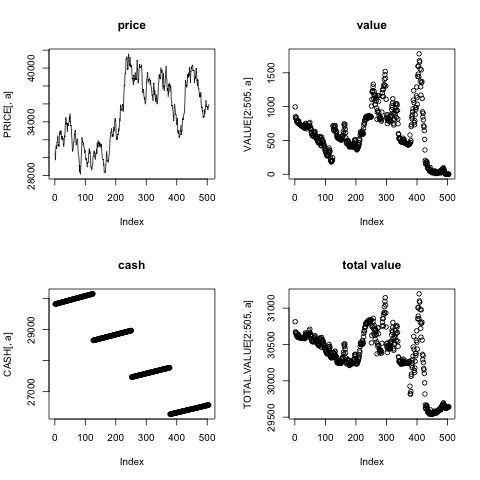 price
PRICE[, a]
28000 34000 40000
0 100 200 300 400 500
Index
value
VALUE[2:505, a]
0 500 1000 1500
0 100 200 300 400 500
Index
cash
CASH[, a]
27000 29000
0 100 200 300 400 500
Index
total value
TOTAL.VALUE[2:505, a]
29500 30000 30500 31000
0 100 200 300 400 500
Index